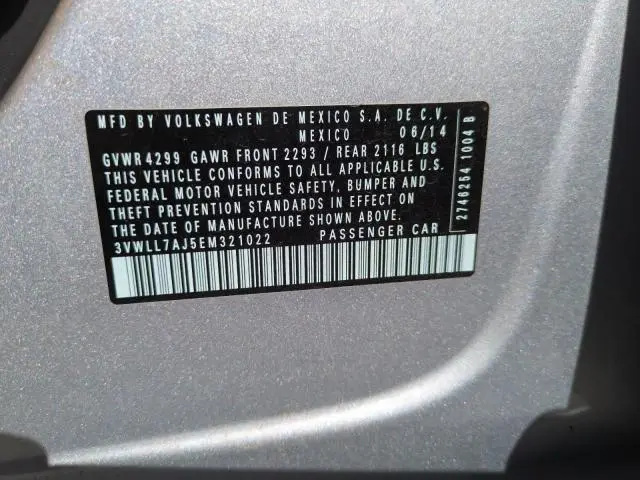 MFD BY VOLKSWAGEN DE MEXICO S.A. DE C.V.
MEXICO 06/14
GVWR 4299 GAWR FRONT 2293 / REAR 2116 LBS
THIS VEHICLE CONFORMS TO ALL APPLICABLE U.S.
FEDERAL MOTOR VEHICLE SAFETY, BUMPER AND
THEFT PREVENTION STANDARDS IN EFFECT ON
THE DATE OF MANUFACTURE SHOWN ABOVE.
3VWLL7AJ5EM321022 PASSENGER CAR
2746254 1004 B